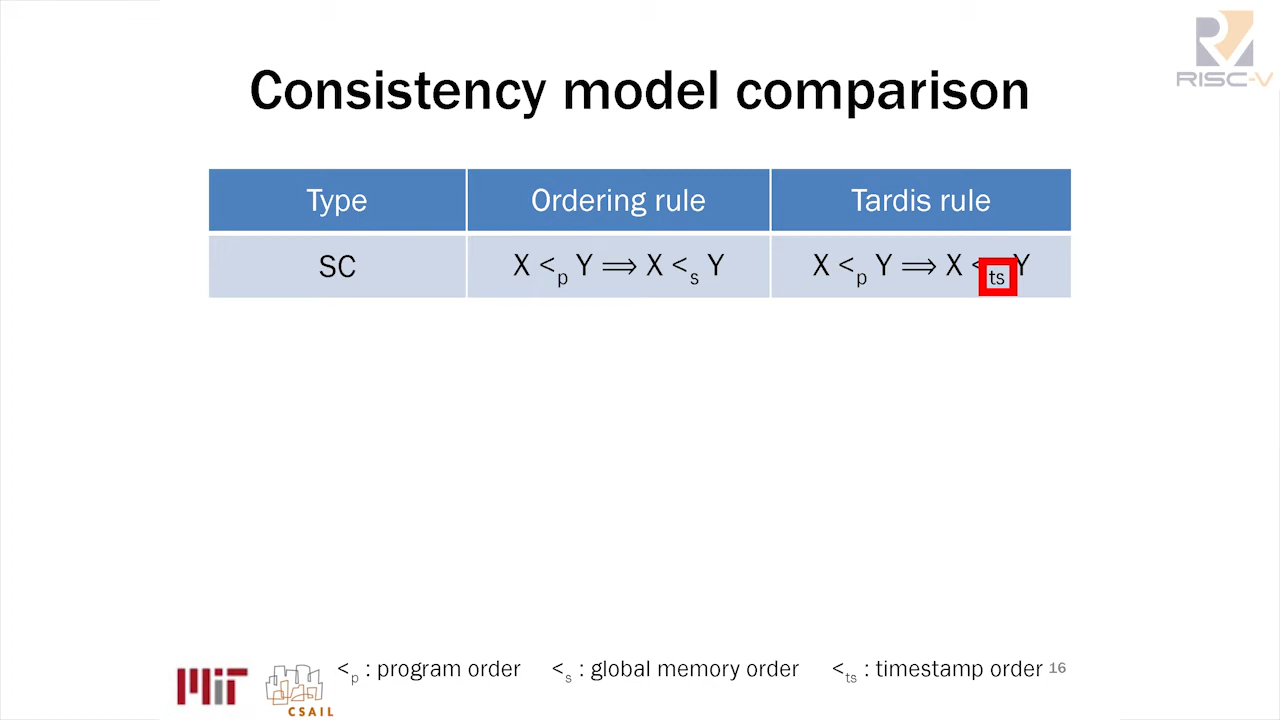 RISC-V
Consistency model comparison
Type Ordering rule Tardis rule
SC X <p Y ⟹ X <s Y X <p Y ⟹ X <ts Y
<p : program order <s : global memory order <ts : timestamp order 16
MIT CSAIL